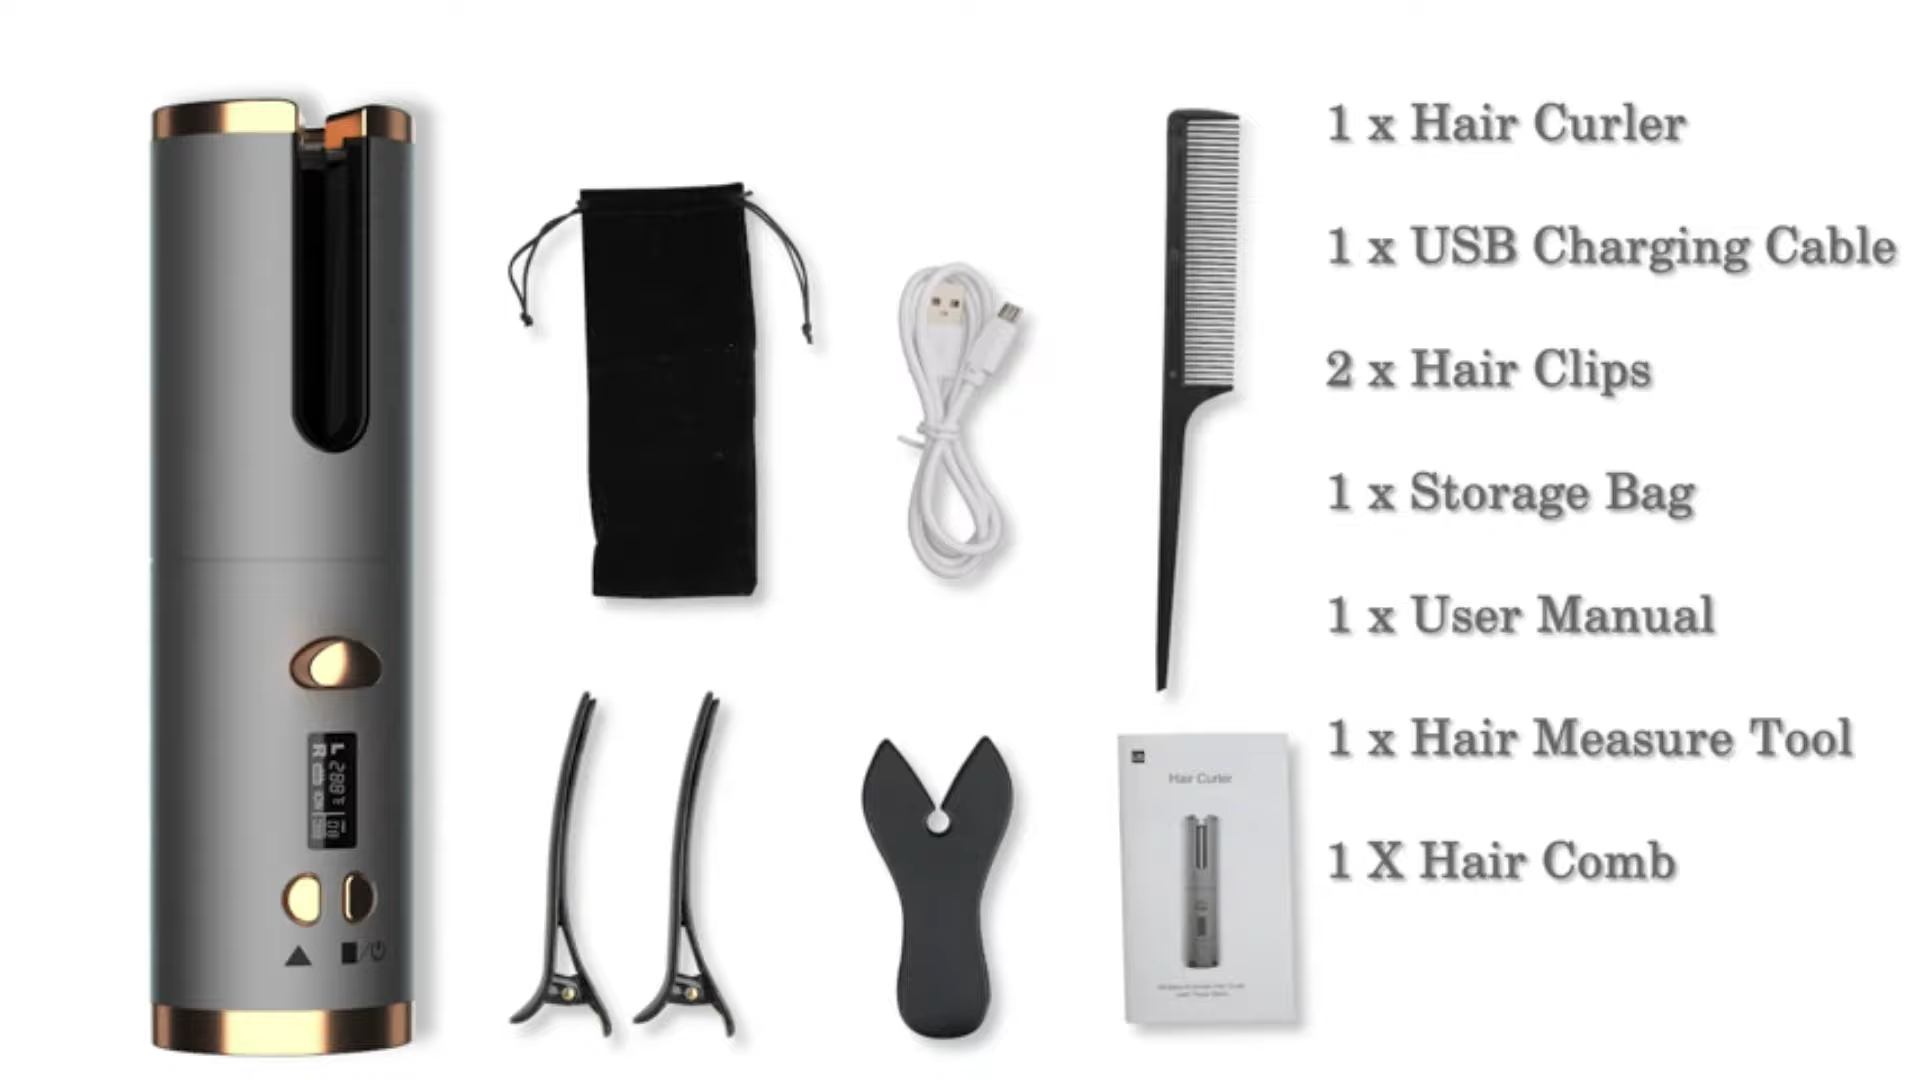 1 x Hair Curler
1 x USB Charging Cable
2 x Hair Clips
1 x Storage Bag
1 x User Manual
1 x Hair Measure Tool
1 X Hair Comb
L
R
Hair Curler